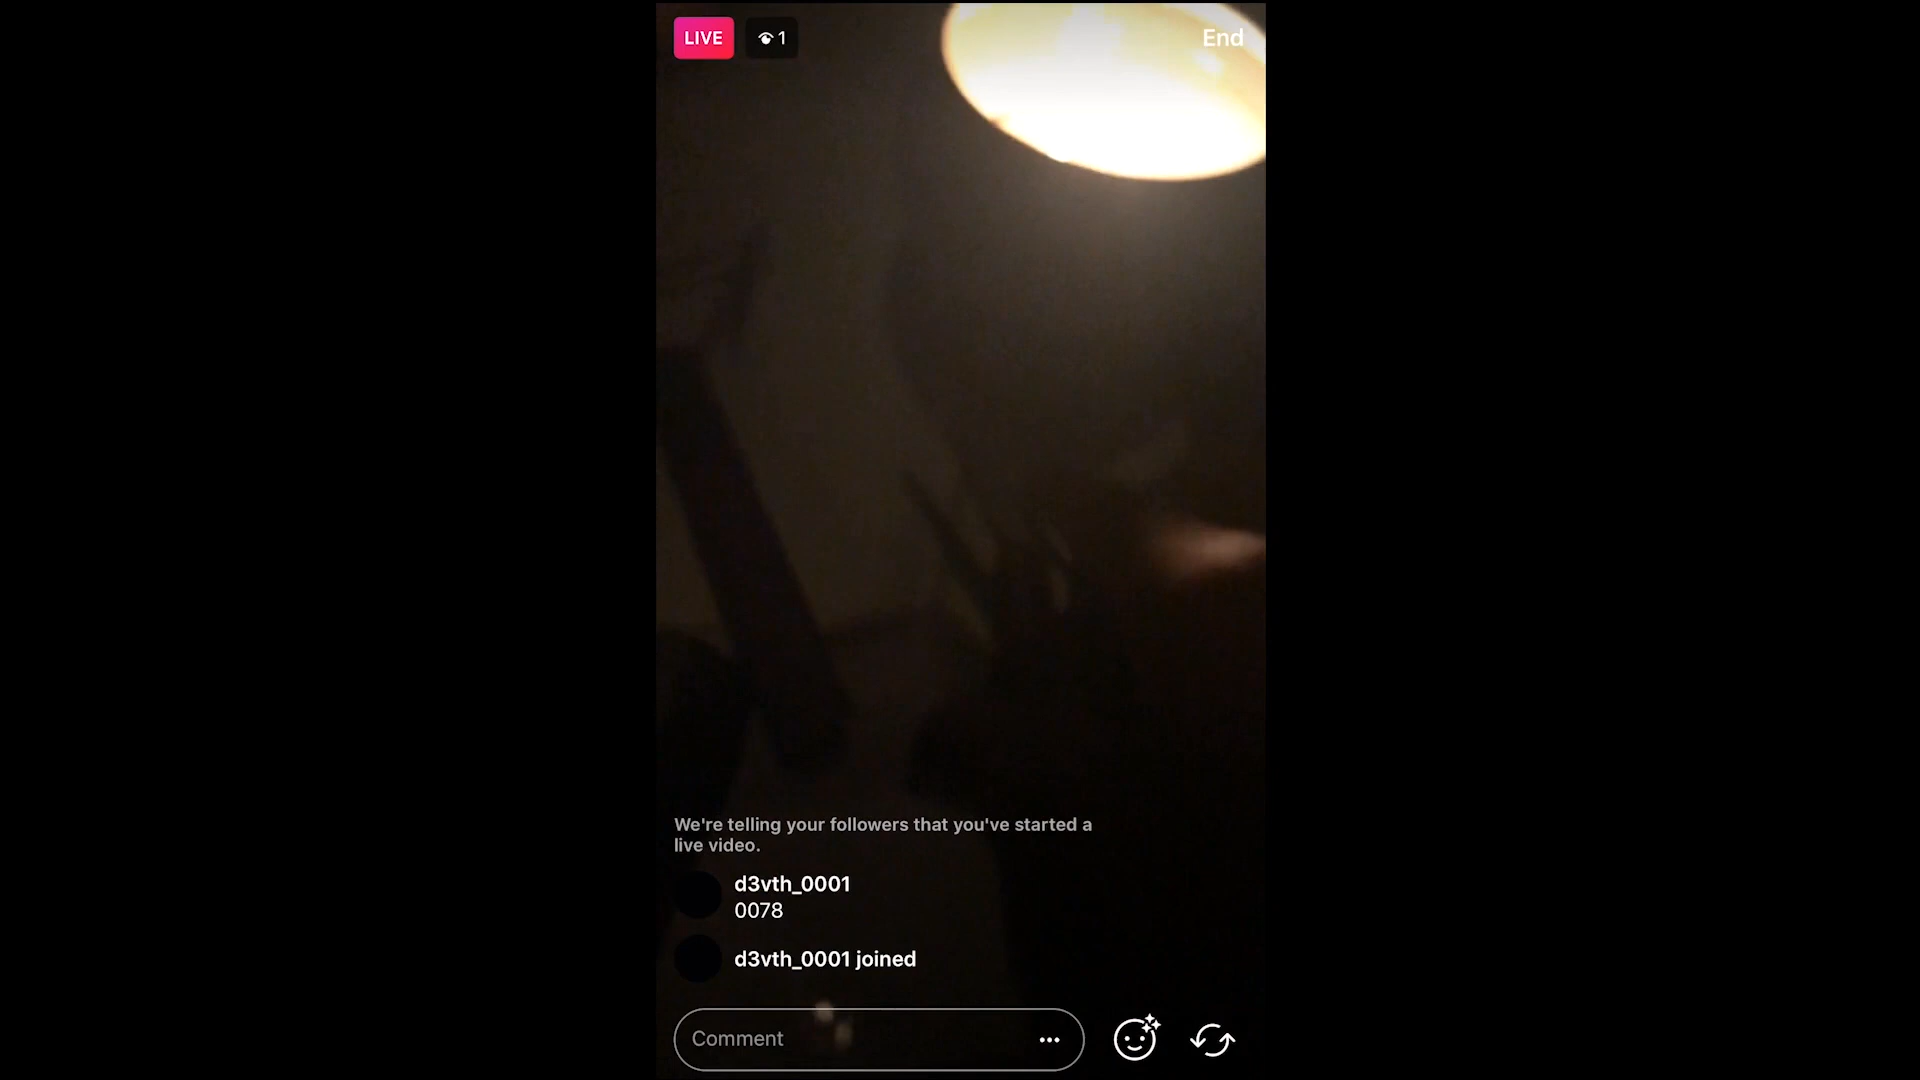 LIVE
1
End
We're telling your followers that you've started a
live video.
d3vth_0001
0078
d3vth_0001 joined
Comment